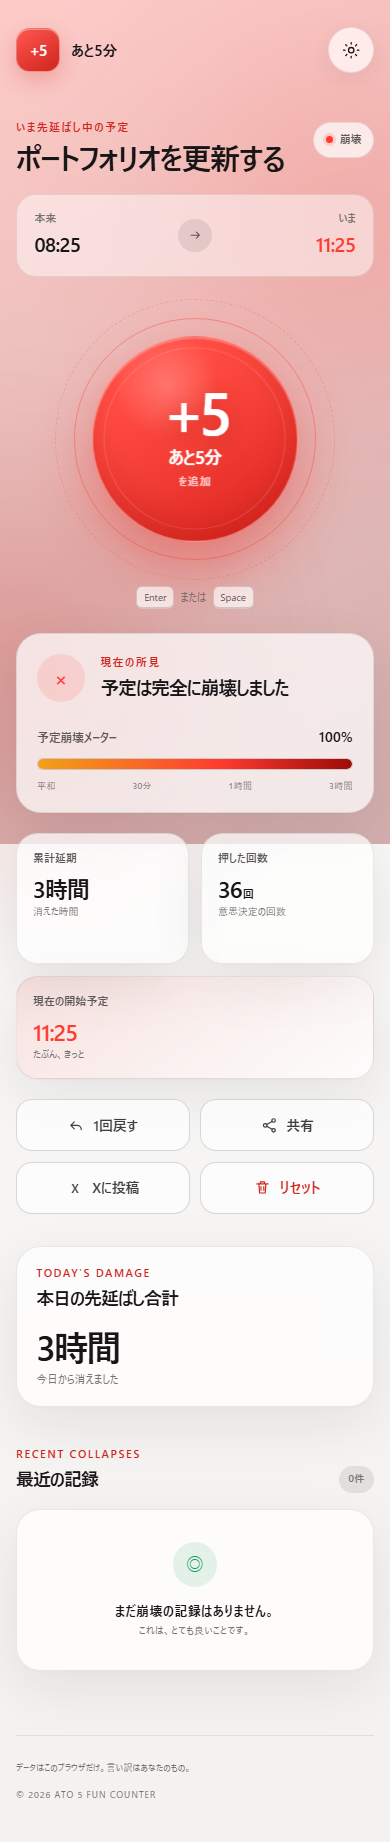 +5 あと5分
いま先延ばし中の予定
ポートフォリオを更新する
崩壊
本来
08:25
→
いま
11:25
+5
あと5分
を追加
Enter または Space
×
現在の所見
予定は完全に崩壊しました
予定崩壊メーター 100%
平和 30分 1時間 3時間
累計延期
3時間
消えた時間
押した回数
36回
意思決定の回数
現在の開始予定
11:25
たぶん、きっと
1回戻す
共有
X Xに投稿
リセット
TODAY'S DAMAGE
本日の先延ばし合計
3時間
今日から消えました
RECENT COLLAPSES
最近の記録
0件
◎
まだ崩壊の記録はありません。
これは、とても良いことです。
データはこのブラウザだけ。言い訳はあなたのもの。
© 2026 ATO 5 FUN COUNTER